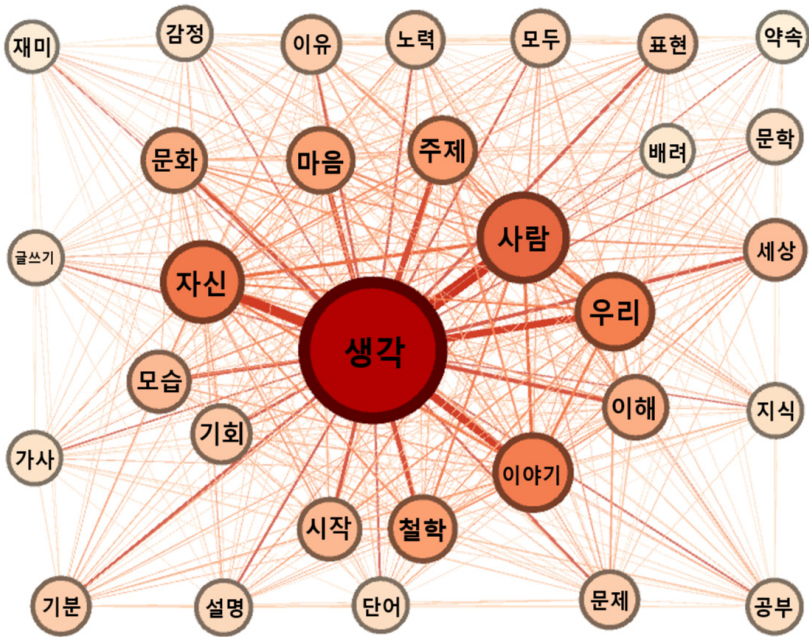 재미
감정
이유
노력
모두
표현
약속
문화
마음
주제
배려
문학
글쓰기
자신
사람
세상
우리
생각
모습
기회
이해
지식
가사
시작
철학
이야기
기분
설명
단어
문제
공부